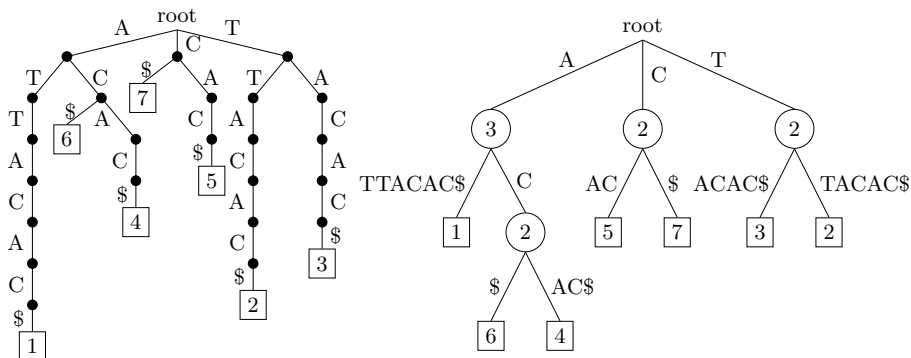 root
A C T
T C $ A T A
7
T $ A C A C
6
A C $ C A
5
C $ A C
4
A C $
3
C $
2
$
1
root
A C T
3 2 2
TTACAC$ C AC $ ACAC$ TACAC$
1 2 5 7 3 2
$ AC$
6 4